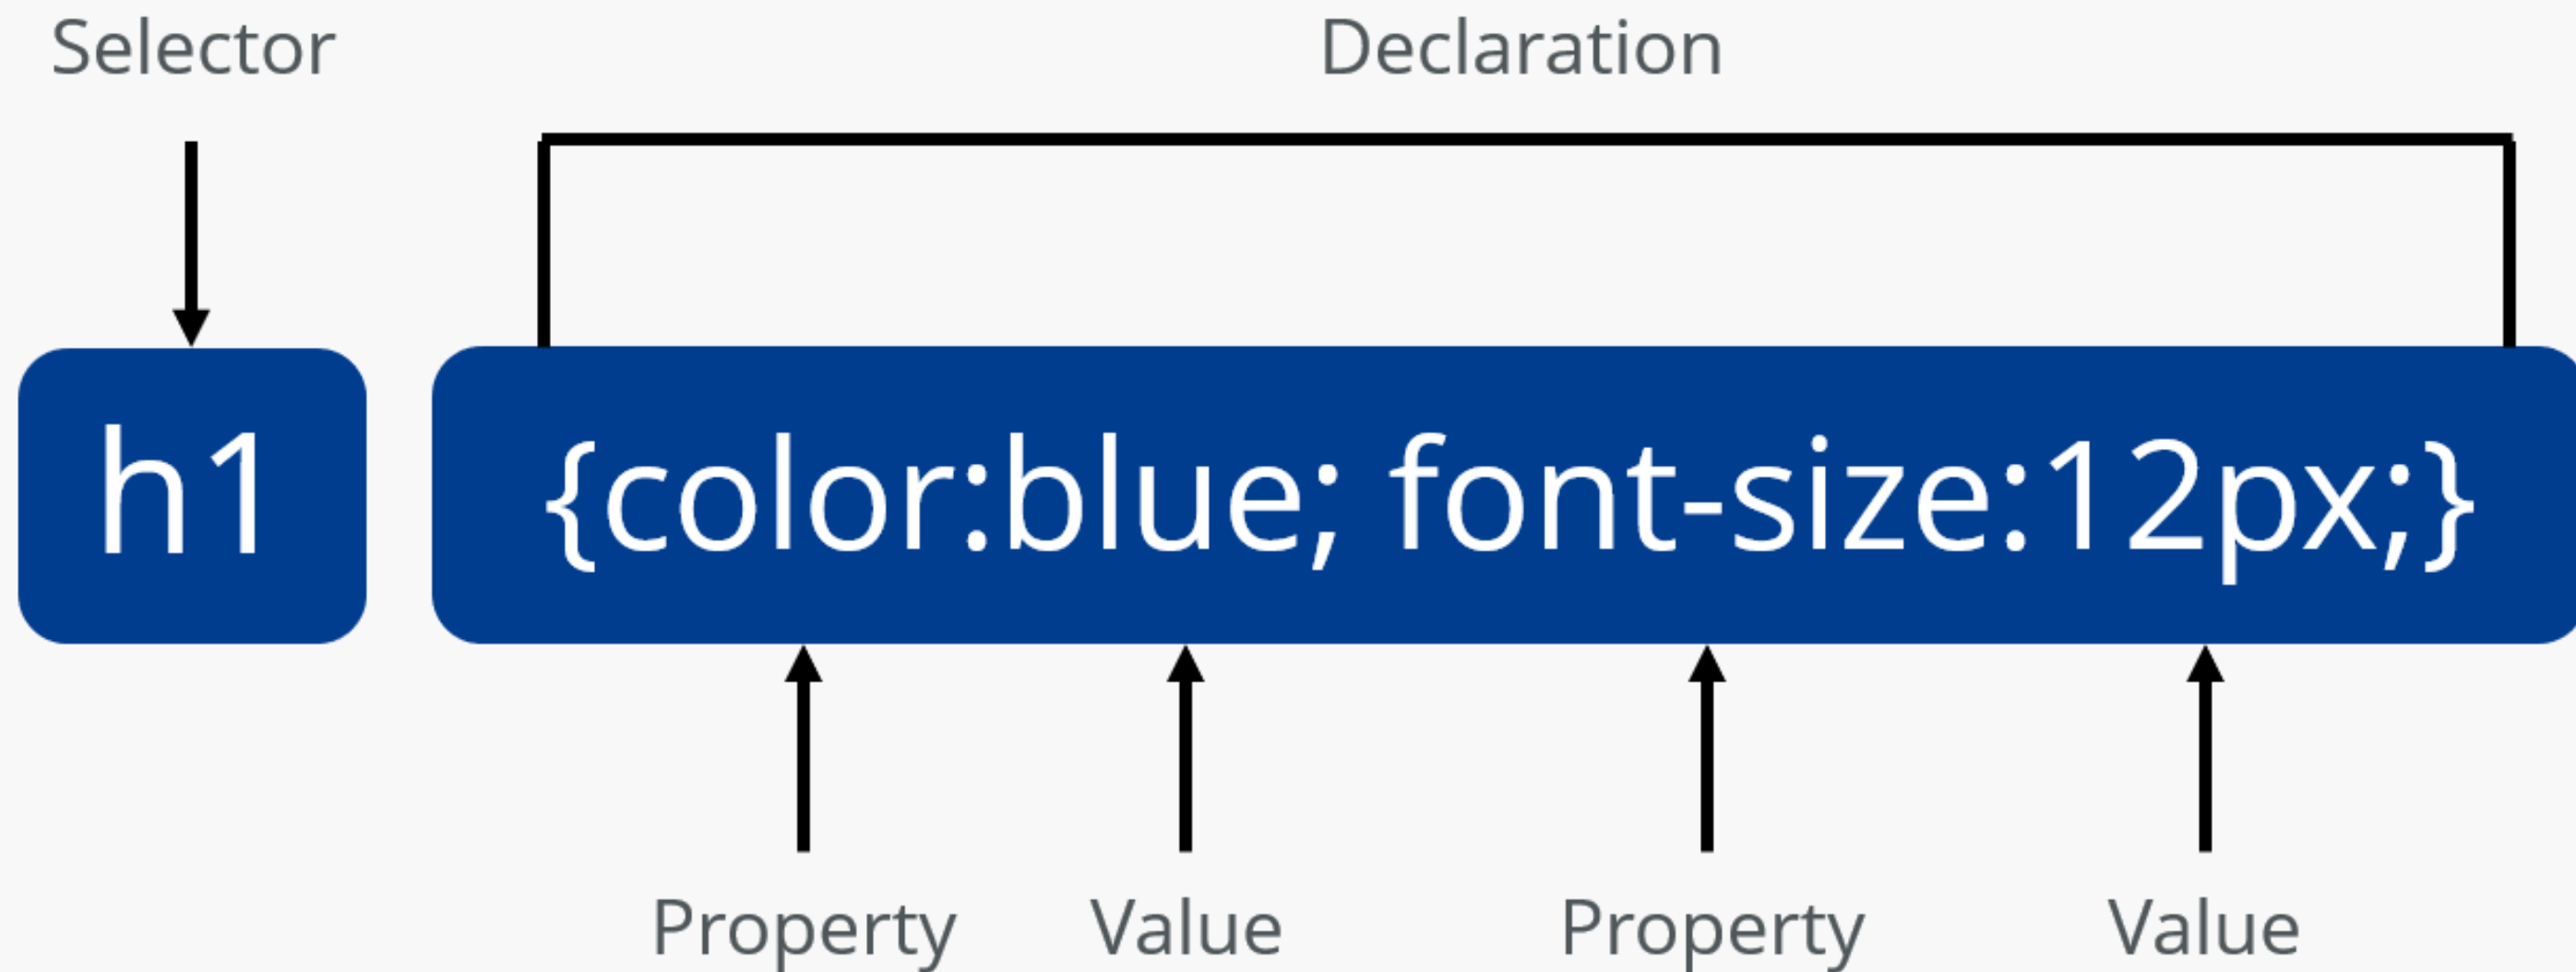 Selector
Declaration
h1
{color:blue; font-size:12px;}
Property
Value
Property
Value